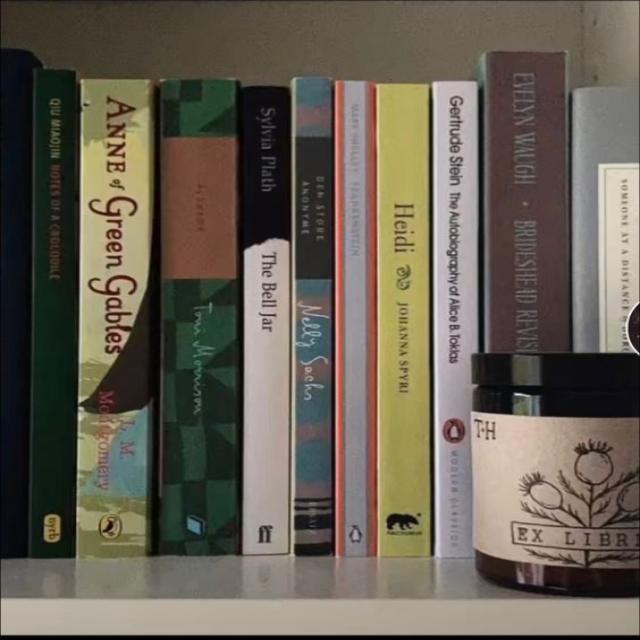 QIU MIAOJIN NOTES OF A CROCODILE
nyrb
ANNE of Green Gables
L. M. Montgomery
Toni Morrison
Sylvia Plath
The Bell Jar
ff
DEN STORE
ANONYME
Nelly Sachs
MARY SHELLEY FRANKENSTEIN
Heidi
JOHANNA SPYRI
Gertrude Stein The Autobiography of Alice B. Toklas
MODERN CLASSICS
EVELYN WAUGH • BRIDESHEAD REVIS
SOMEONE AT A DISTANCE
T·H
EX LIBRI